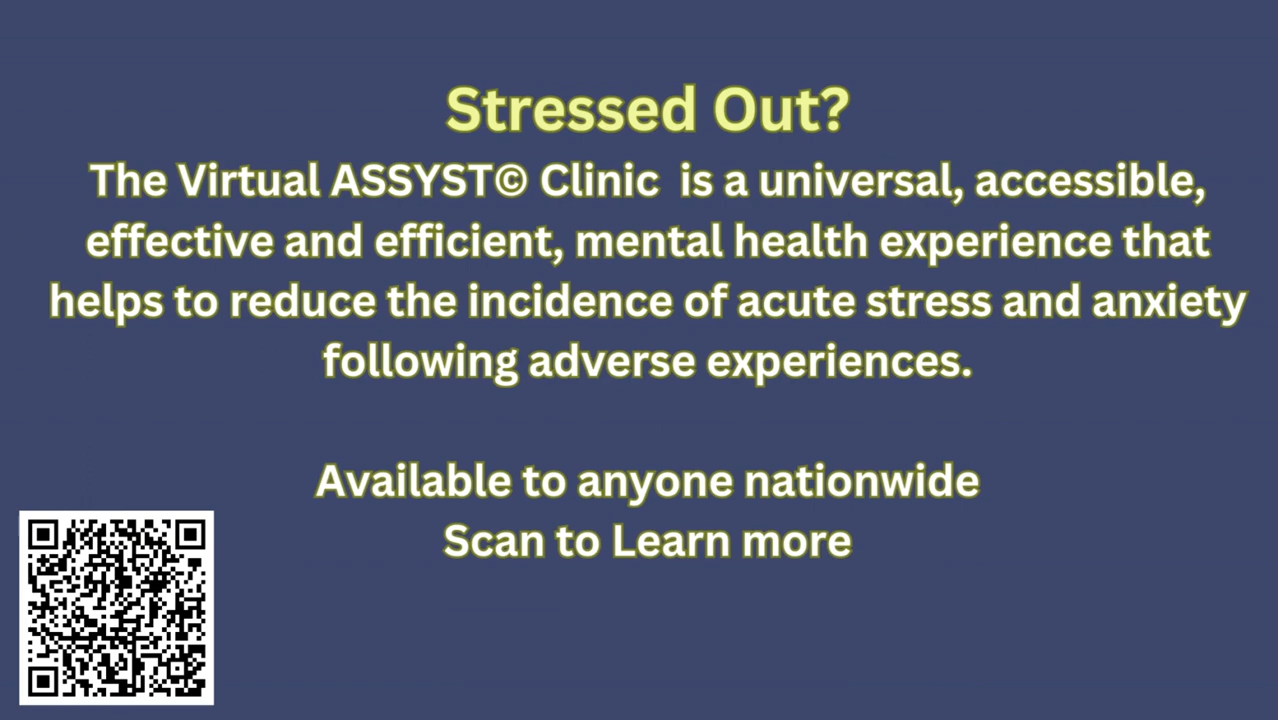 Stressed Out?
The Virtual ASSYST© Clinic  is a universal, accessible,
effective and efficient, mental health experience that
helps to reduce the incidence of acute stress and anxiety
following adverse experiences.
Available to anyone nationwide
Scan to Learn more